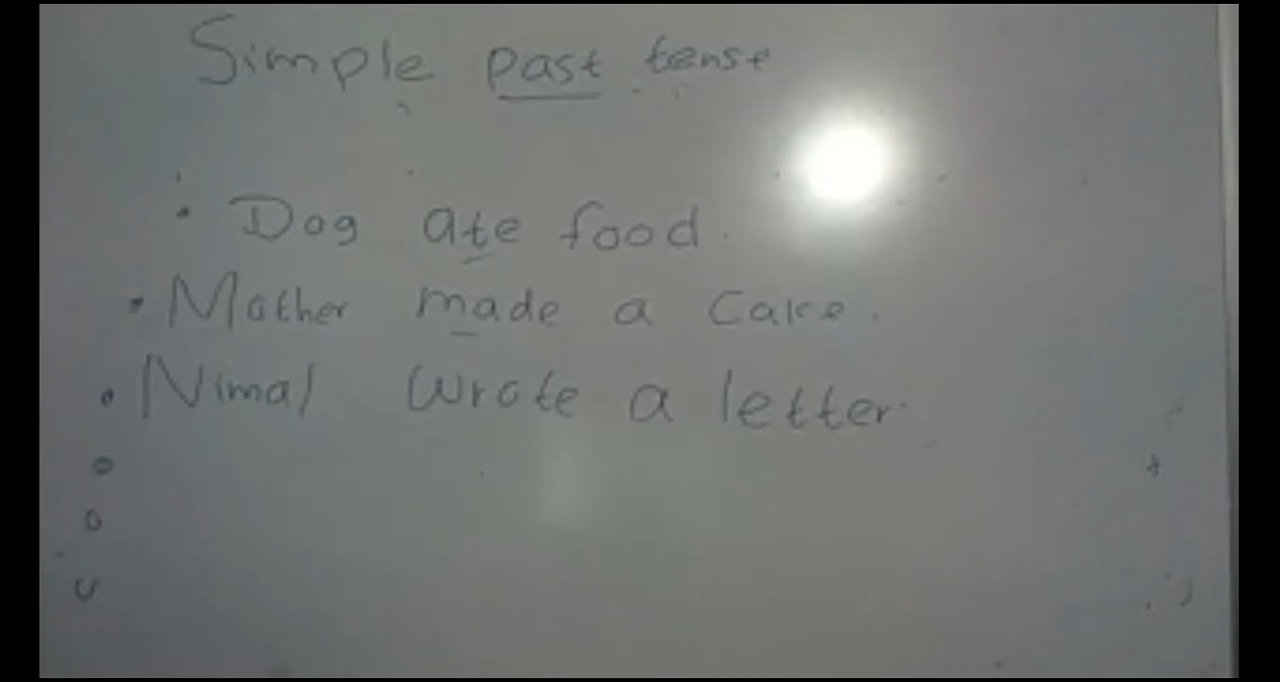 Simple past tense
• Dog ate food.
• Mother made a cake.
• Nimal wrote a letter.